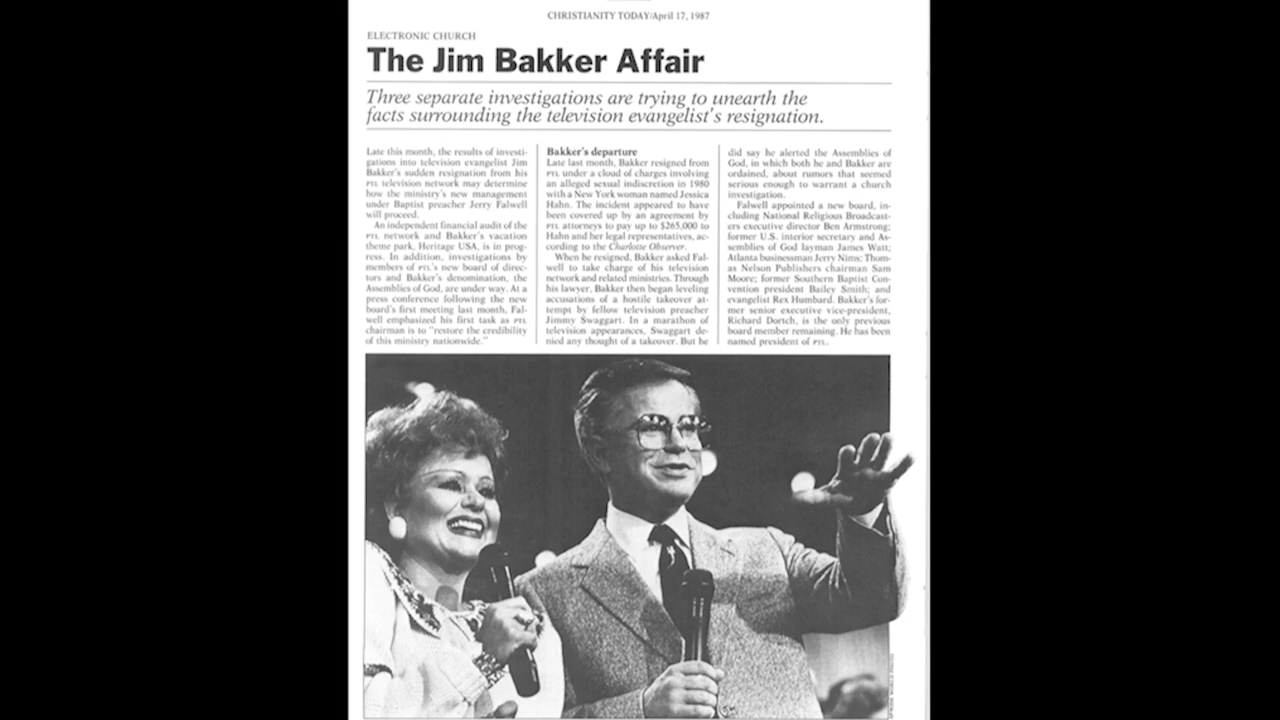 CHRISTIANITY TODAY/April 17, 1987
ELECTRONIC CHURCH
The Jim Bakker Affair
Three separate investigations are trying to unearth the
facts surrounding the television evangelist's resignation.
Late this month, the results of investi-
gations into television evangelist Jim
Bakker's sudden resignation from his
PTL television network may determine
how the ministry's new management
under Baptist preacher Jerry Falwell
will proceed.
An independent financial audit of the
PTL network and Bakker's vacation
theme park, Heritage USA, is in prog-
ress. In addition, investigations by
members of PTL's new board of direc-
tors and Bakker's denomination, the
Assemblies of God, are under way. At a
press conference following the new
board's first meeting last month, Fal-
well emphasized his first task as PTL
chairman is to "restore the credibility
of this ministry nationwide."
Bakker's departure
Late last month, Bakker resigned from
PTL under a cloud of charges involving
an alleged sexual indiscretion in 1980
with a New York woman named Jessica
Hahn. The incident appeared to have
been covered up by an agreement by
PTL attorneys to pay up to $265,000 to
Hahn and her legal representatives, ac-
cording to the Charlotte Observer.
When he resigned, Bakker asked Fal-
well to take charge of his television
network and related ministries. Through
his lawyer, Bakker then began leveling
accusations of a hostile takeover at-
tempt by fellow television preacher
Jimmy Swaggart. In a marathon of
television appearances, Swaggart de-
nied any thought of a takeover. But he
did say he alerted the Assemblies of
God, in which both he and Bakker are
ordained, about rumors that seemed
serious enough to warrant a church
investigation.
Falwell appointed a new board, in-
cluding National Religious Broadcast-
ers executive director Ben Armstrong;
former U.S. interior secretary and As-
semblies of God layman James Watt;
Atlanta businessman Jerry Nims; Thom-
as Nelson Publishers chairman Sam
Moore; former Southern Baptist Con-
vention president Bailey Smith; and
evangelist Rex Humbard. Bakker's for-
mer senior executive vice-president,
Richard Dortch, is the only previous
board member remaining. He has been
named president of PTL.